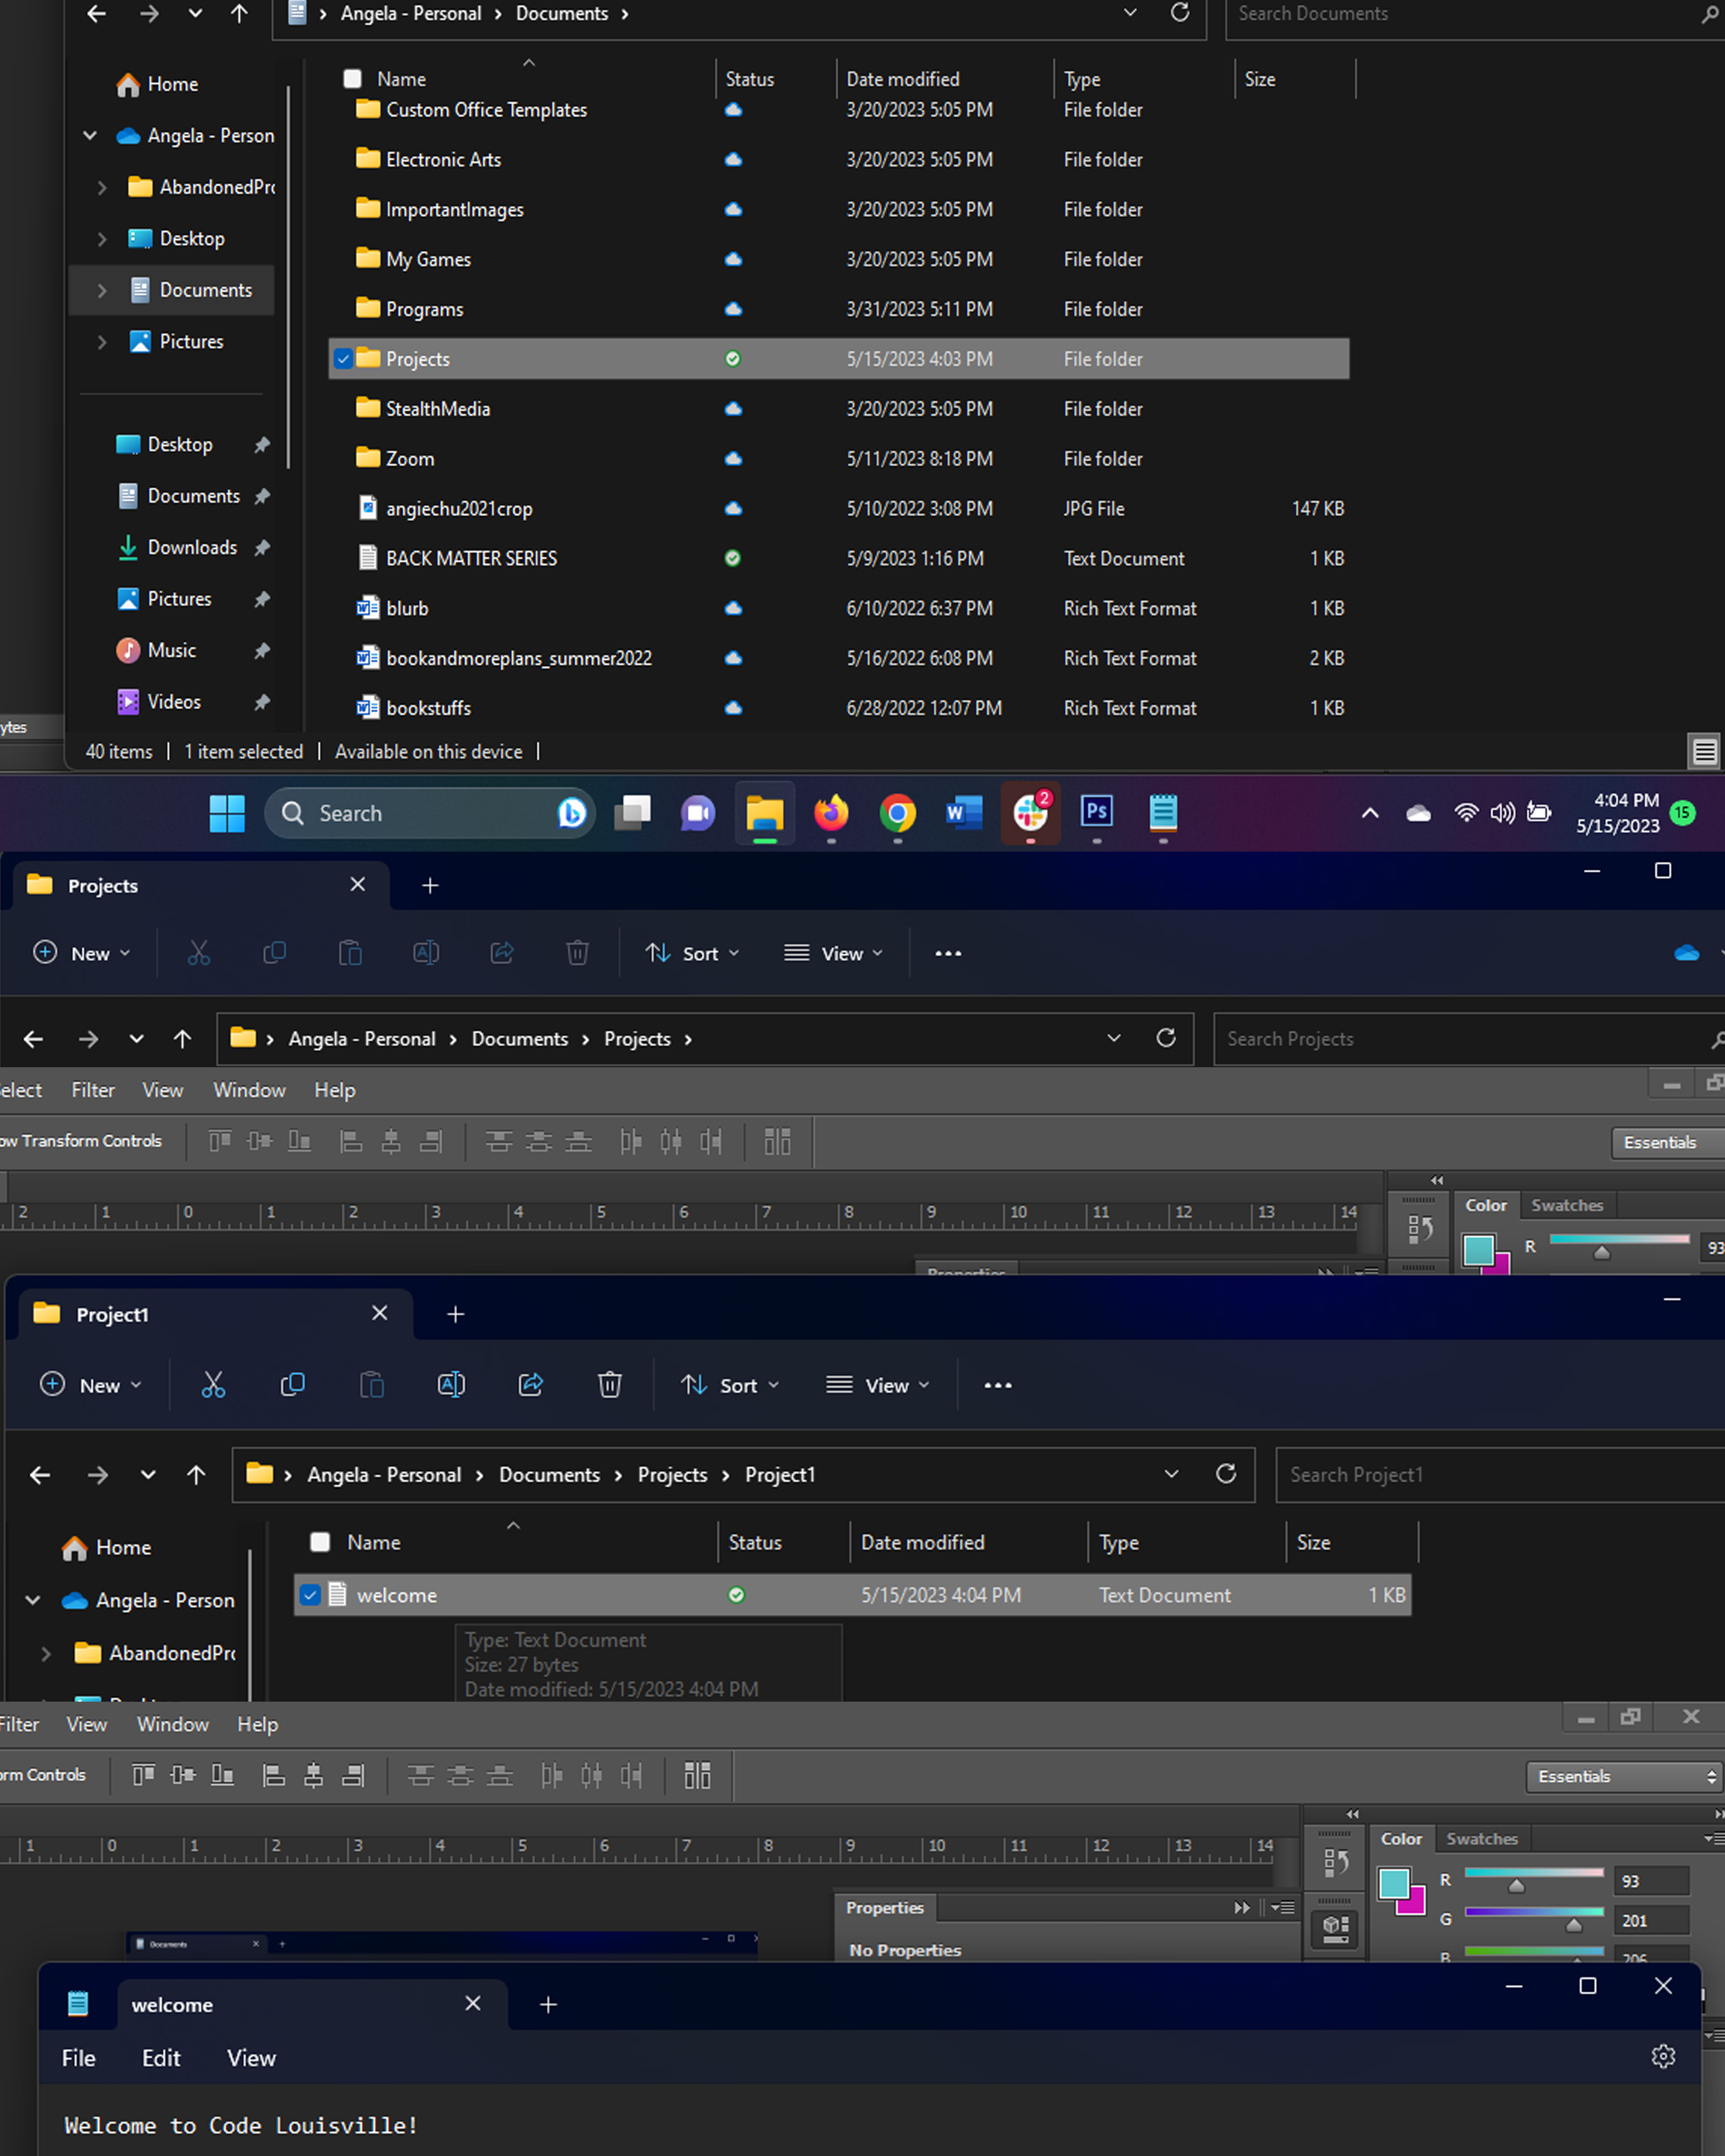 Angela - Personal > Documents >
Search Documents
Name Status Date modified Type Size
Home
Angela - Person
AbandonedPro
Desktop
Documents
Pictures
Desktop
Documents
Downloads
Pictures
Music
Videos
Custom Office Templates 3/20/2023 5:05 PM File folder
Electronic Arts 3/20/2023 5:05 PM File folder
ImportantImages 3/20/2023 5:05 PM File folder
My Games 3/20/2023 5:05 PM File folder
Programs 3/31/2023 5:11 PM File folder
Projects 5/15/2023 4:03 PM File folder
StealthMedia 3/20/2023 5:05 PM File folder
Zoom 5/11/2023 8:18 PM File folder
angiechu2021crop 5/10/2022 3:08 PM JPG File 147 KB
BACK MATTER SERIES 5/9/2023 1:16 PM Text Document 1 KB
blurb 6/10/2022 6:37 PM Rich Text Format 1 KB
bookandmoreplans_summer2022 5/16/2022 6:08 PM Rich Text Format 2 KB
bookstuffs 6/28/2022 12:07 PM Rich Text Format 1 KB
ytes
40 items | 1 item selected | Available on this device |
Search
2
Ps
4:04 PM
5/15/2023
15
Projects
New Sort View
Angela - Personal > Documents > Projects >
Search Projects
elect Filter View Window Help
ow Transform Controls
Essentials
2 1 0 1 2 3 4 5 6 7 8 9 10 11 12 13 14
Color Swatches
R 93
Properties
Project1
New Sort View
Angela - Personal > Documents > Projects > Project1
Search Project1
Name Status Date modified Type Size
Home
Angela - Person
AbandonedPro
welcome 5/15/2023 4:04 PM Text Document 1 KB
Type: Text Document
Size: 27 bytes
Date modified: 5/15/2023 4:04 PM
Filter View Window Help
orm Controls
Essentials
1 0 1 2 3 4 5 6 7 8 9 10 11 12 13 14
Color Swatches
R 93
G 201
B 206
Properties
No Properties
Documents
welcome
File Edit View
Welcome to Code Louisville!